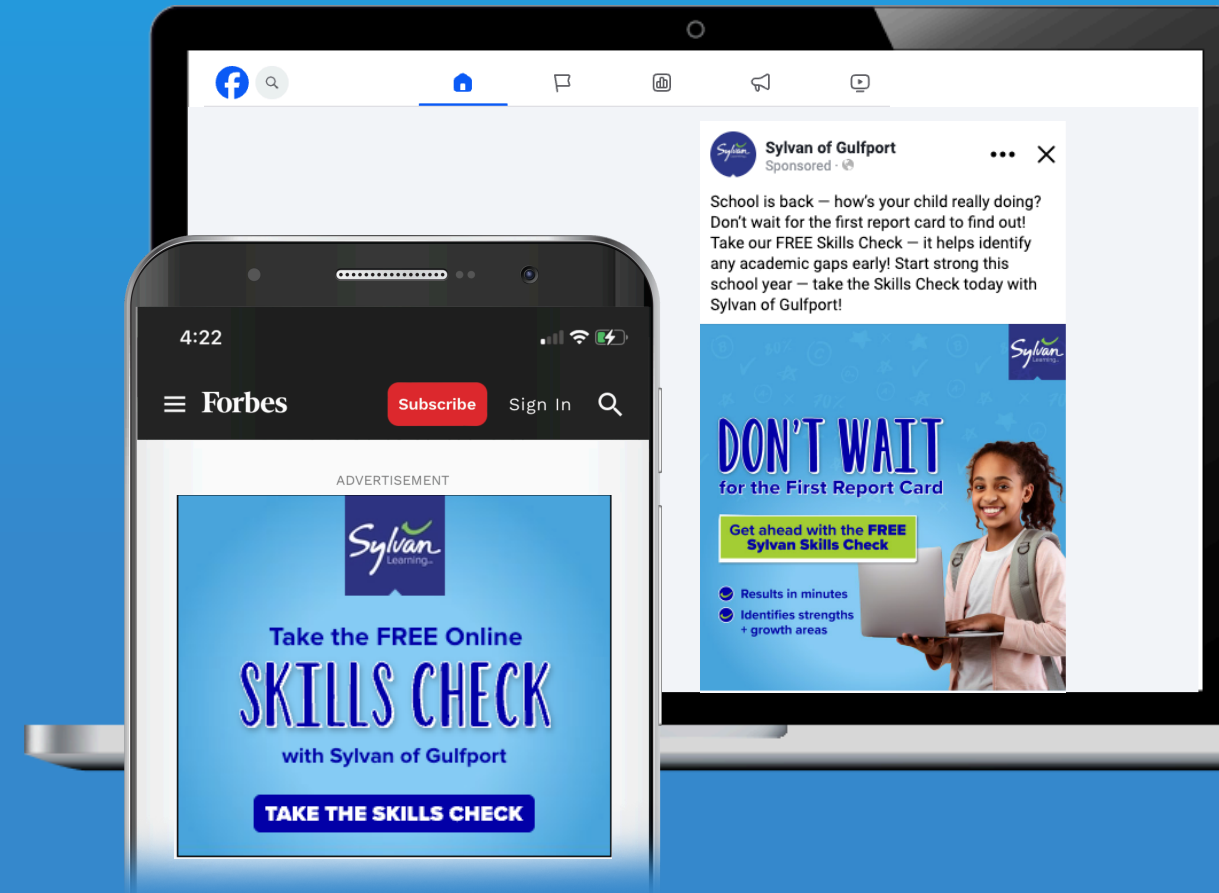 Sylvan
Sylvan of Gulfport
Sponsored ·
School is back — how's your child really doing?
Don't wait for the first report card to find out!
Take our FREE Skills Check — it helps identify
any academic gaps early! Start strong this
school year — take the Skills Check today with
Sylvan of Gulfport!
Sylvan
Learning
DON'T WAIT
for the First Report Card
Get ahead with the FREE
Sylvan Skills Check
Results in minutes
Identifies strengths
+ growth areas
4:22
Forbes
Subscribe
Sign In
ADVERTISEMENT
Sylvan
Learning
Take the FREE Online
SKILLS CHECK
with Sylvan of Gulfport
TAKE THE SKILLS CHECK